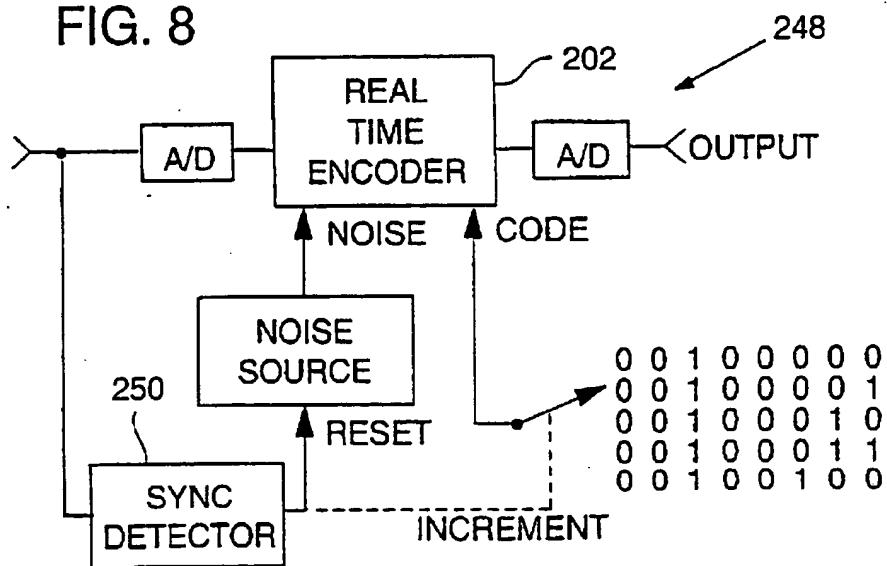 FIG. 8
248
202
REAL
TIME
ENCODER
A/D
A/D
OUTPUT
NOISE
CODE
NOISE
SOURCE
250
RESET
0 0 1 0 0 0 0 0
0 0 1 0 0 0 0 1
0 0 1 0 0 0 1 0
0 0 1 0 0 0 1 1
0 0 1 0 0 1 0 0
SYNC
DETECTOR
INCREMENT